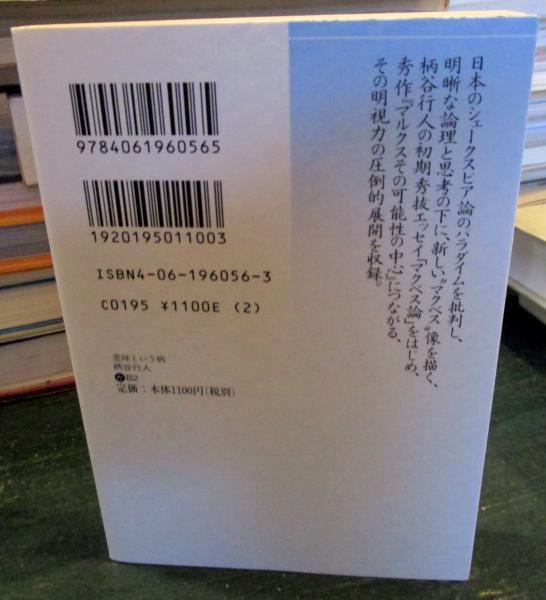 日本のシェークスピア論のパラダイムを批判し、
明晰な論理と思考の下に、新しい〝マクベス〟像を描く、
柄谷行人の初期秀抜エッセイ「マクベス論」をはじめ、
秀作『マルクスその可能性の中心』につながる、
その明視力の圧倒的展開を収録。
9784061960565
1920195011003
ISBN4-06-196056-3
C0195 ¥1100E (2)
意味という病
柄谷行人
か B2
定価：本体1100円(税別)